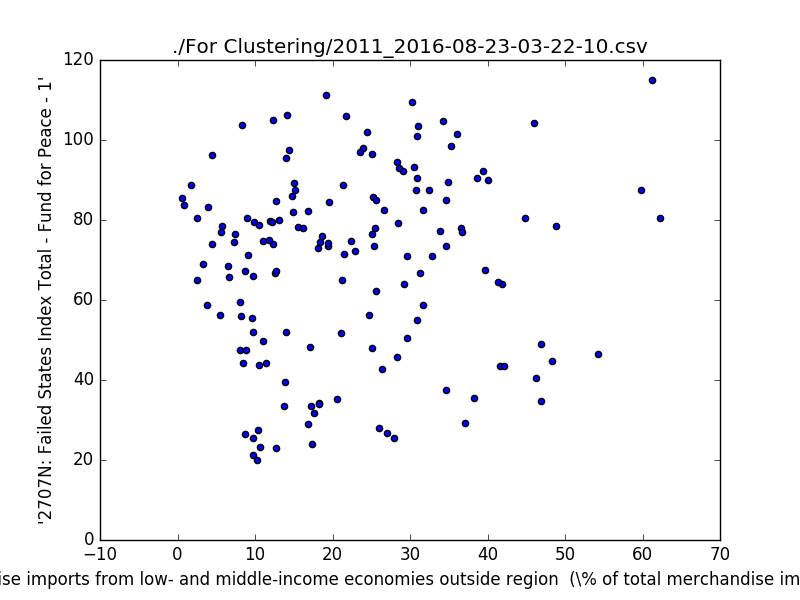 ./For Clustering/2011_2016-08-23-03-22-10.csv
'2707N: Failed States Index Total - Fund for Peace - 1'
120
100
80
60
40
20
0
−10 0 10 20 30 40 50 60 70
imports from low- and middle-income economies outside region (\% of total merchandise